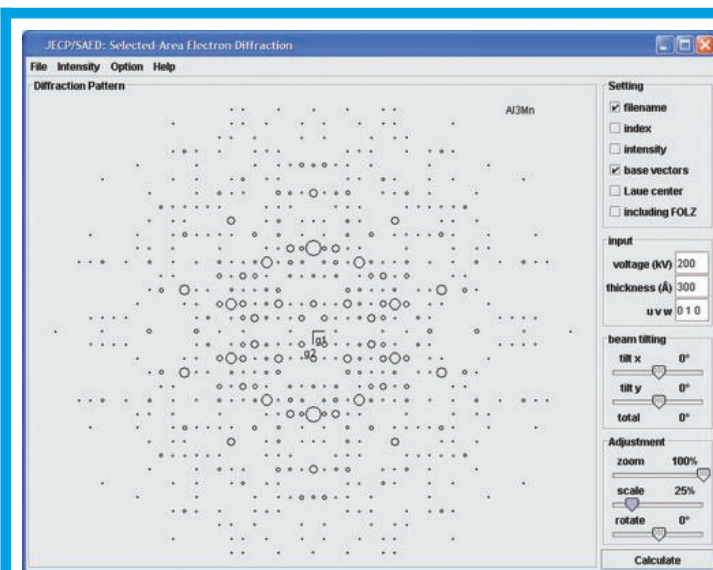 JECP/SAED: Selected-Area Electron Diffraction
File Intensity Option Help
Diffraction Pattern
Al3Mn
g1
g2
Setting
filename
index
intensity
base vectors
Laue center
including FOLZ
input
voltage (kV) 200
thickness (Å) 300
u v w 0 1 0
beam tilting
tilt x 0°
tilt y 0°
total 0°
Adjustment
zoom 100%
scale 25%
rotate 0°
Calculate